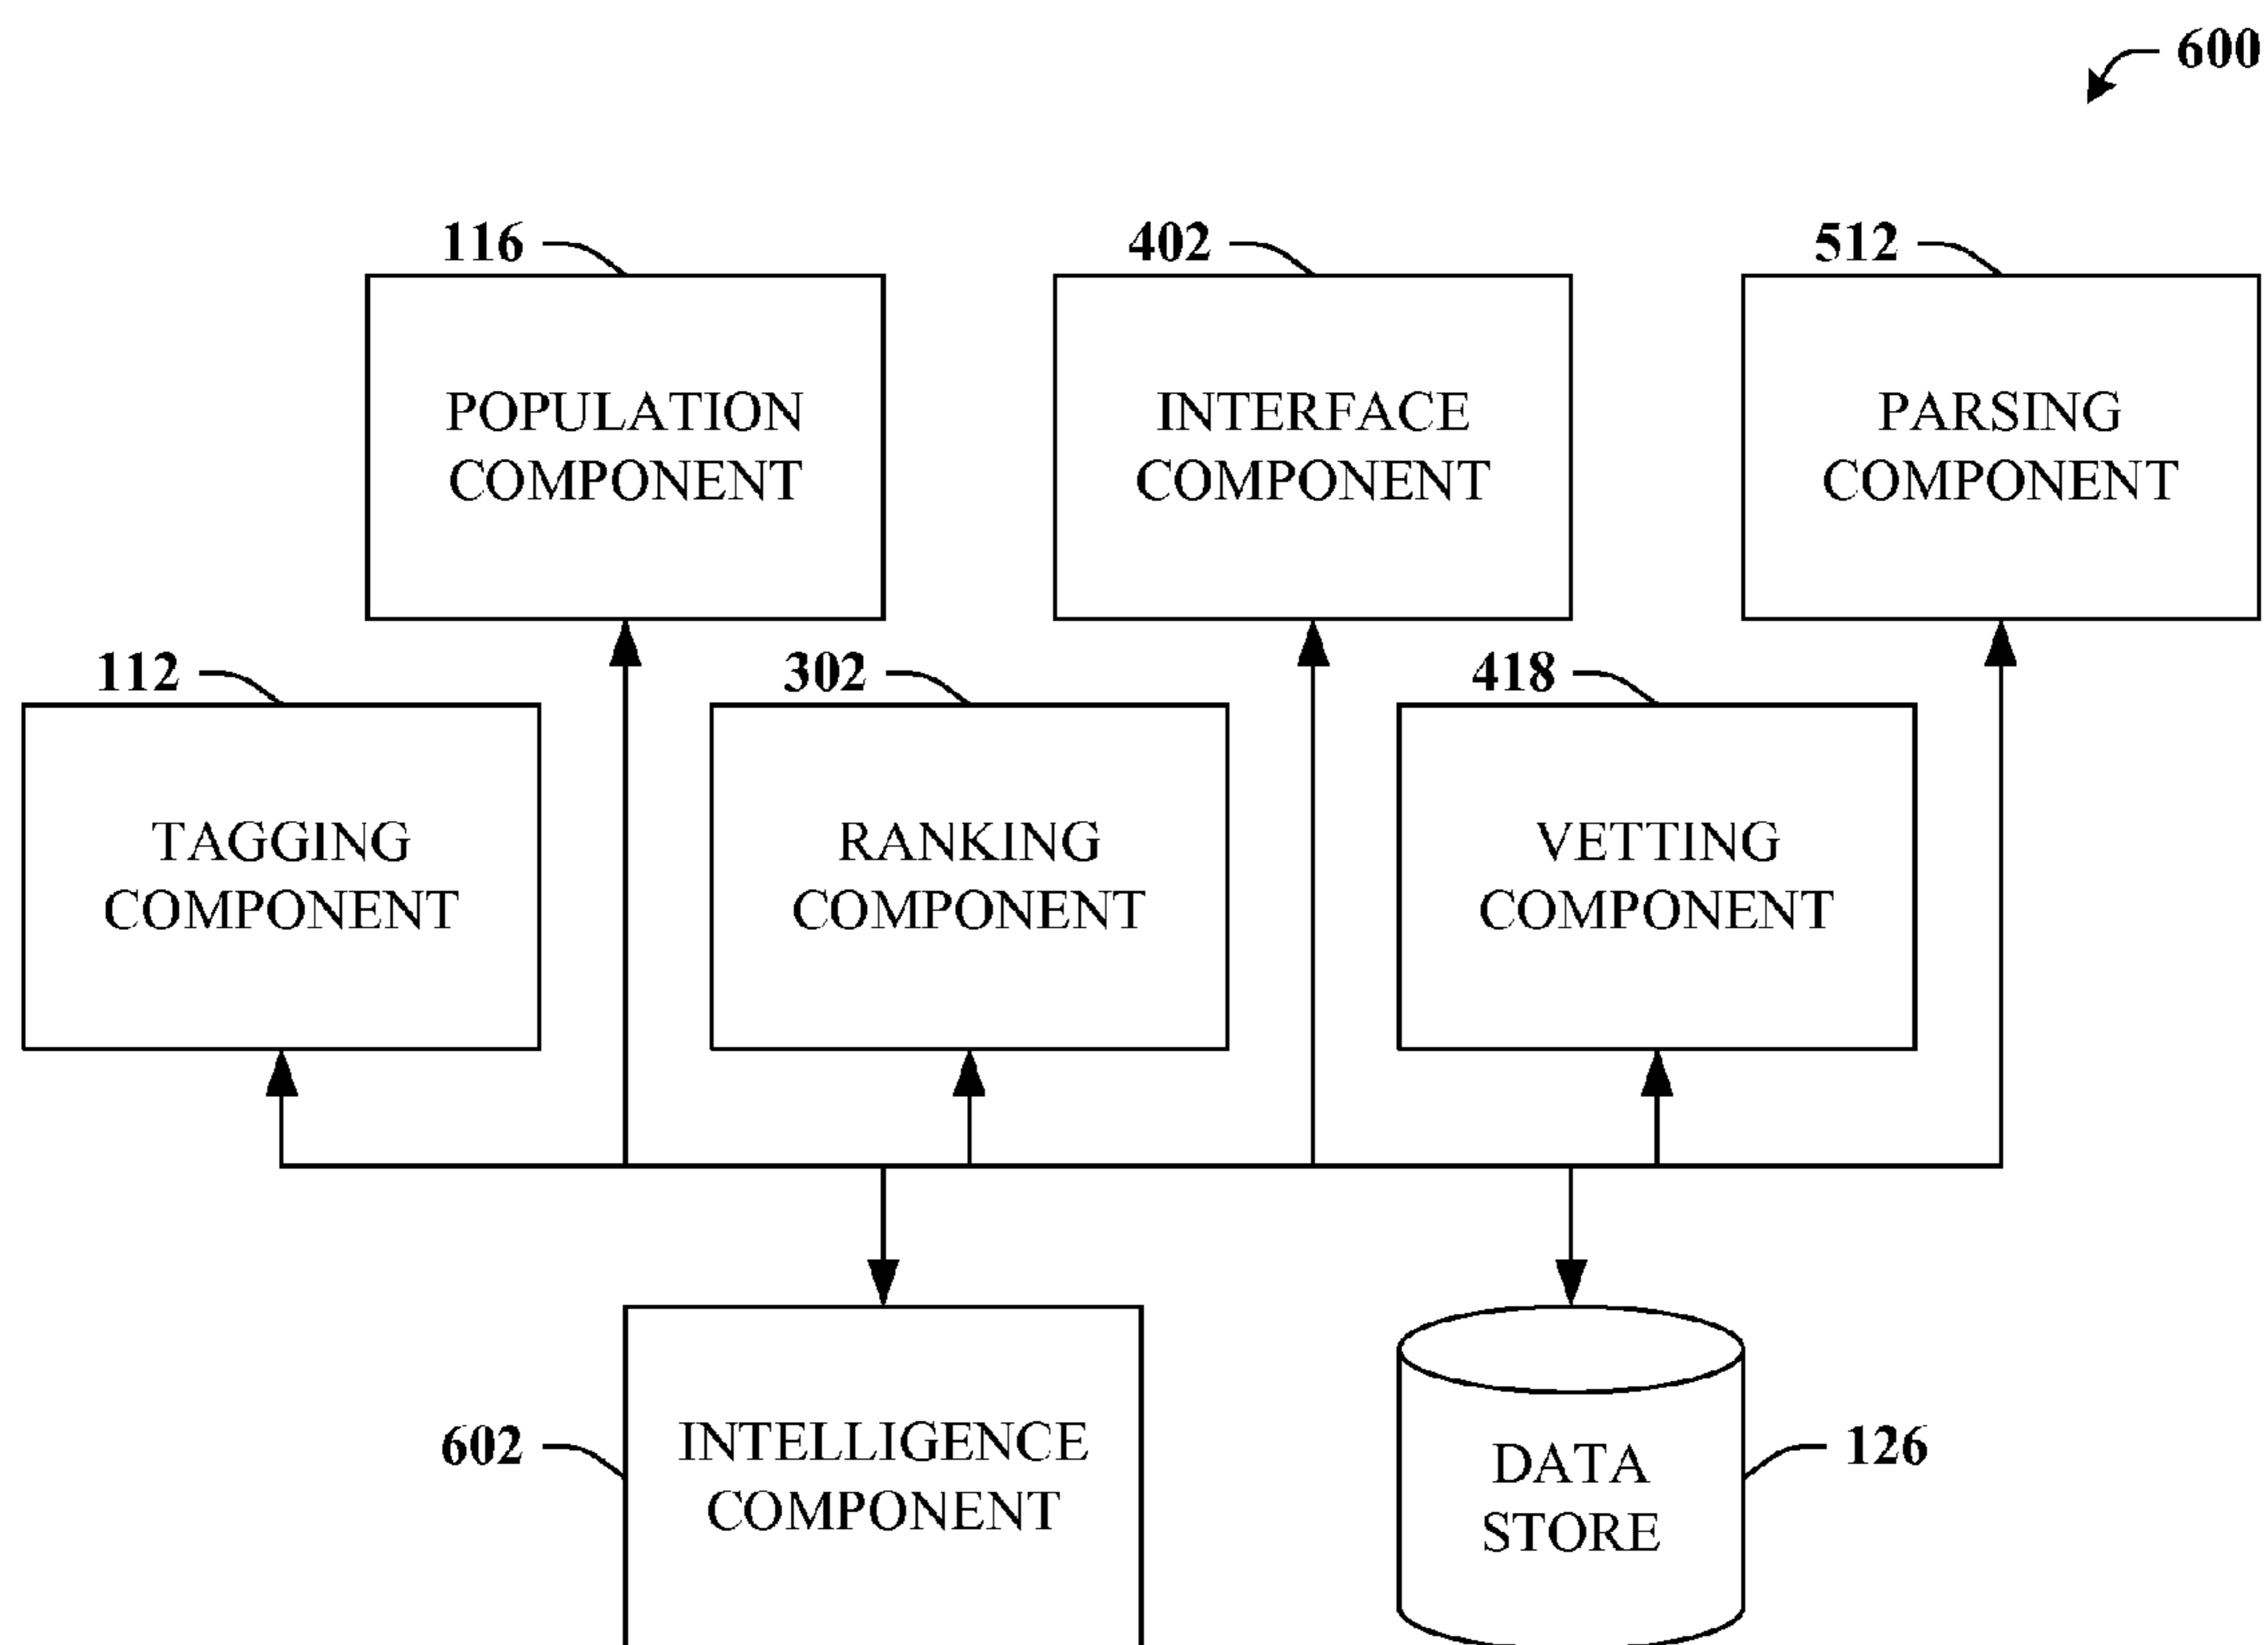 600
116
402
512
POPULATION
COMPONENT
INTERFACE
COMPONENT
PARSING
COMPONENT
112
302
418
TAGGING
COMPONENT
RANKING
COMPONENT
VETTING
COMPONENT
602
INTELLIGENCE
COMPONENT
DATA
STORE
126